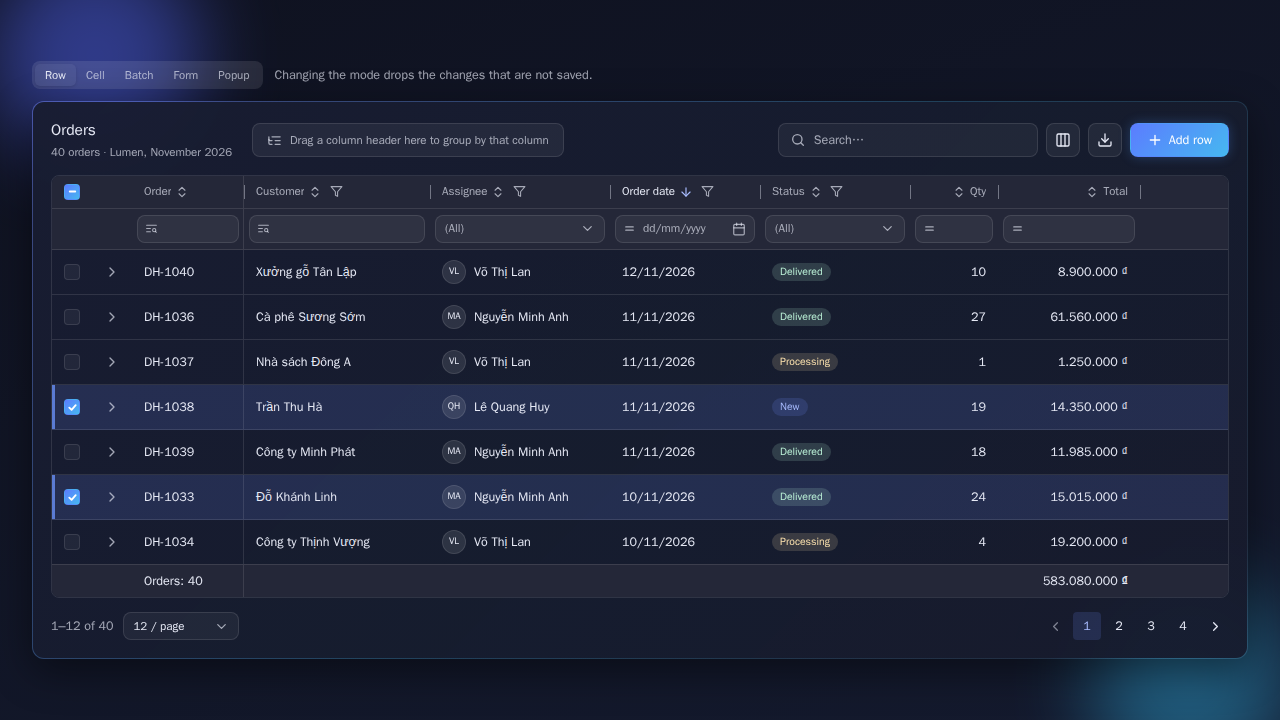 Row Cell Batch Form Popup Changing the mode drops the changes that are not saved.
Orders
40 orders · Lumen, November 2026
Drag a column header here to group by that column
Search⋯
Add row
Order Customer Assignee Order date Status Qty Total
(All) = dd/mm/yyyy (All) = =
DH-1040 Xưởng gỗ Tân Lập VL Võ Thị Lan 12/11/2026 Delivered 10 8.900.000 ₫
DH-1036 Cà phê Sương Sớm MA Nguyễn Minh Anh 11/11/2026 Delivered 27 61.560.000 ₫
DH-1037 Nhà sách Đông A VL Võ Thị Lan 11/11/2026 Processing 1 1.250.000 ₫
DH-1038 Trần Thu Hà QH Lê Quang Huy 11/11/2026 New 19 14.350.000 ₫
DH-1039 Công ty Minh Phát MA Nguyễn Minh Anh 11/11/2026 Delivered 18 11.985.000 ₫
DH-1033 Đỗ Khánh Linh MA Nguyễn Minh Anh 10/11/2026 Delivered 24 15.015.000 ₫
DH-1034 Công ty Thịnh Vượng VL Võ Thị Lan 10/11/2026 Processing 4 19.200.000 ₫
Orders: 40 583.080.000 ₫
1–12 of 40 12 / page 1 2 3 4